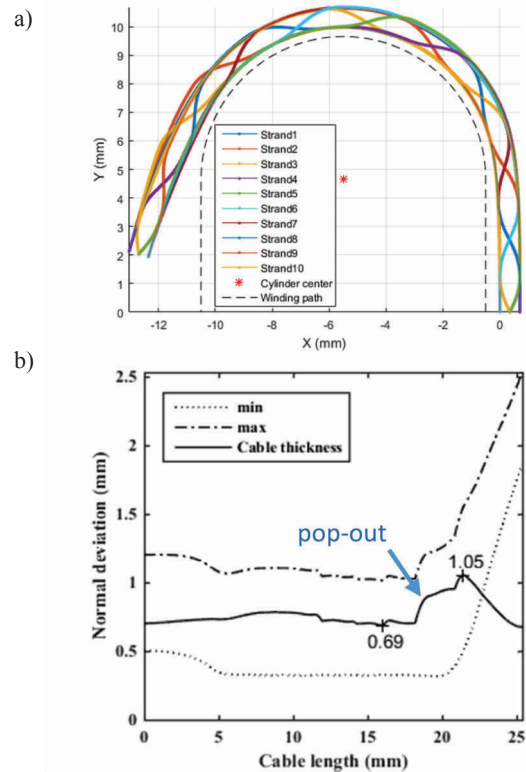 a)
10
9
8
7
6
5
4
3
2
1
0
Y (mm)
Strand1
Strand2
Strand3
Strand4
Strand5
Strand6
Strand7
Strand8
Strand9
Strand10
Cylinder center
Winding path
-12 -10 -8 -6 -4 -2 0
X (mm)
b)
2.5
2
1.5
1
0.5
0
Normal deviation (mm)
min
max
Cable thickness
pop-out
1.05
0.69
0 5 10 15 20 25
Cable length (mm)